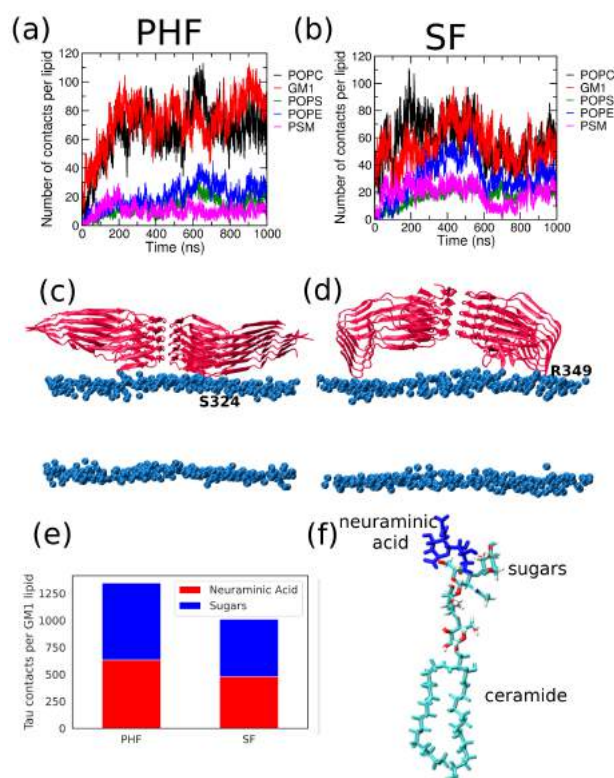 (a) PHF
Number of contacts per lipid
120
100
80
60
40
20
0
0 200 400 600 800 1000
Time (ns)
POPC
GM1
POPS
POPE
PSM
(b) SF
Number of contacts per lipid
120
100
80
60
40
20
0
0 200 400 600 800 1000
Time (ns)
POPC
GM1
POPS
POPE
PSM
(c)
S324
(d)
R349
(e)
Tau contacts per GM1 lipid
1250
1000
750
500
250
0
PHF SF
Neuraminic Acid
Sugars
neuraminic
acid
(f)
sugars
ceramide